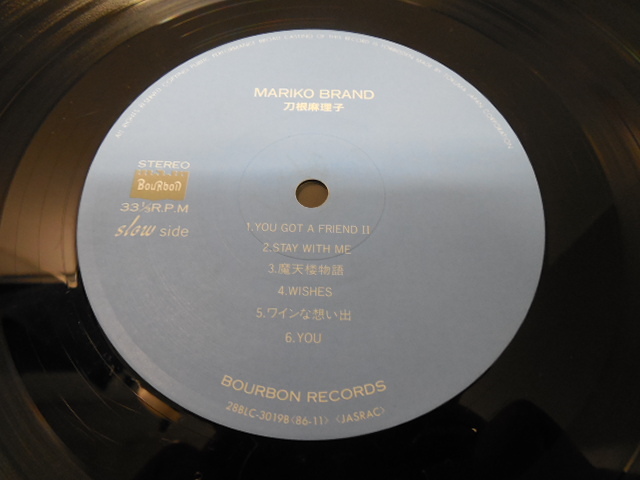 MARIKO BRAND
刀根麻理子
STEREO
BOURBON
33⅓R.P.M
slow side
1.YOU GOT A FRIEND II
2.STAY WITH ME
3.魔天楼物語
4.WISHES
5.ワインな想い出
6.YOU
BOURBON RECORDS
28BLC-3019B〈86-11〉〈JASRAC〉